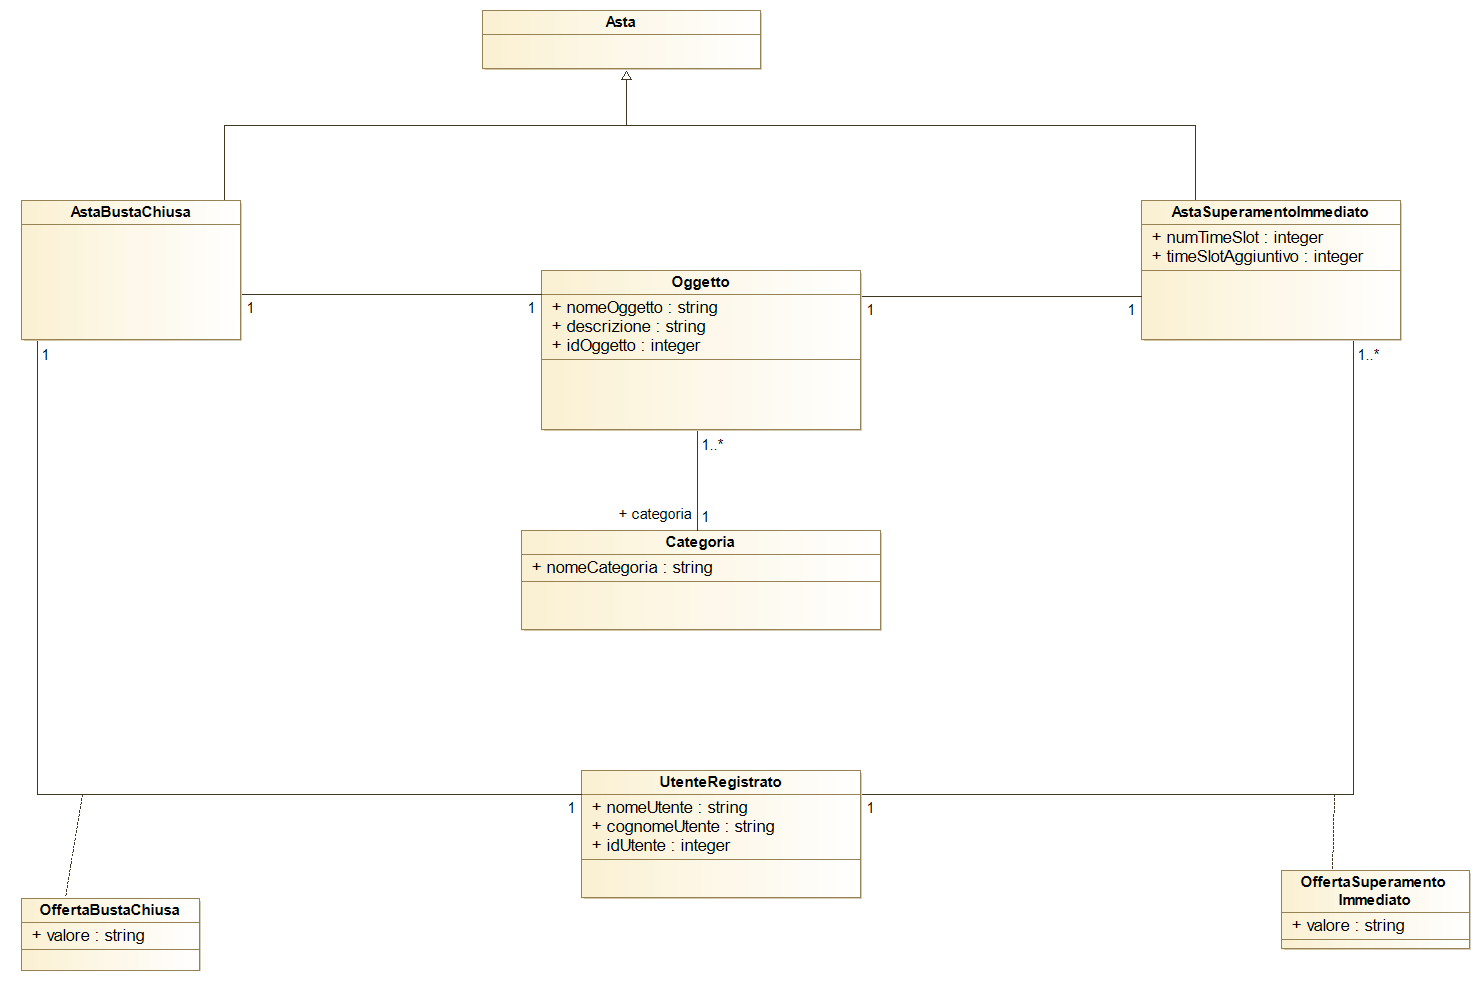 Asta
AstaBustaChiusa
AstaSuperamentoImmediato
+ numTimeSlot : integer
+ timeSlotAggiuntivo : integer
Oggetto
+ nomeOggetto : string
+ descrizione : string
+ idOggetto : integer
1
1
1
1
1
1..*
1..*
+ categoria
1
Categoria
+ nomeCategoria : string
UtenteRegistrato
+ nomeUtente : string
+ cognomeUtente : string
+ idUtente : integer
1
1
OffertaBustaChiusa
+ valore : string
OffertaSuperamento
Immediato
+ valore : string